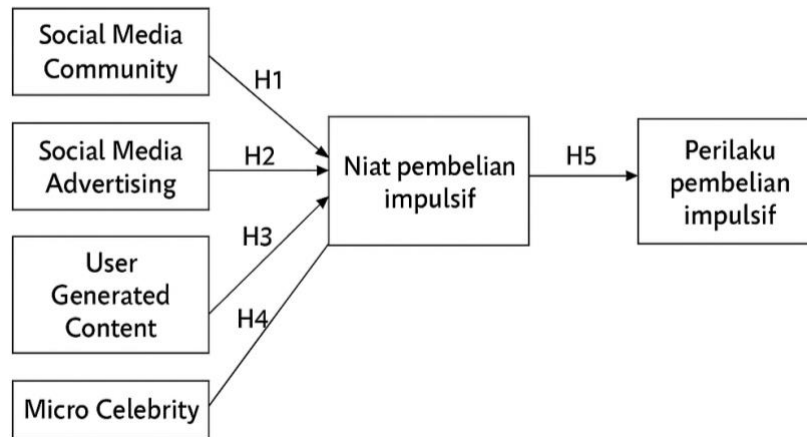 Social Media
Community
H1
Social Media
Advertising
H2
User
Generated
Content
H3
Micro Celebrity
H4
Niat pembelian
impulsif
H5
Perilaku
pembelian
impulsif